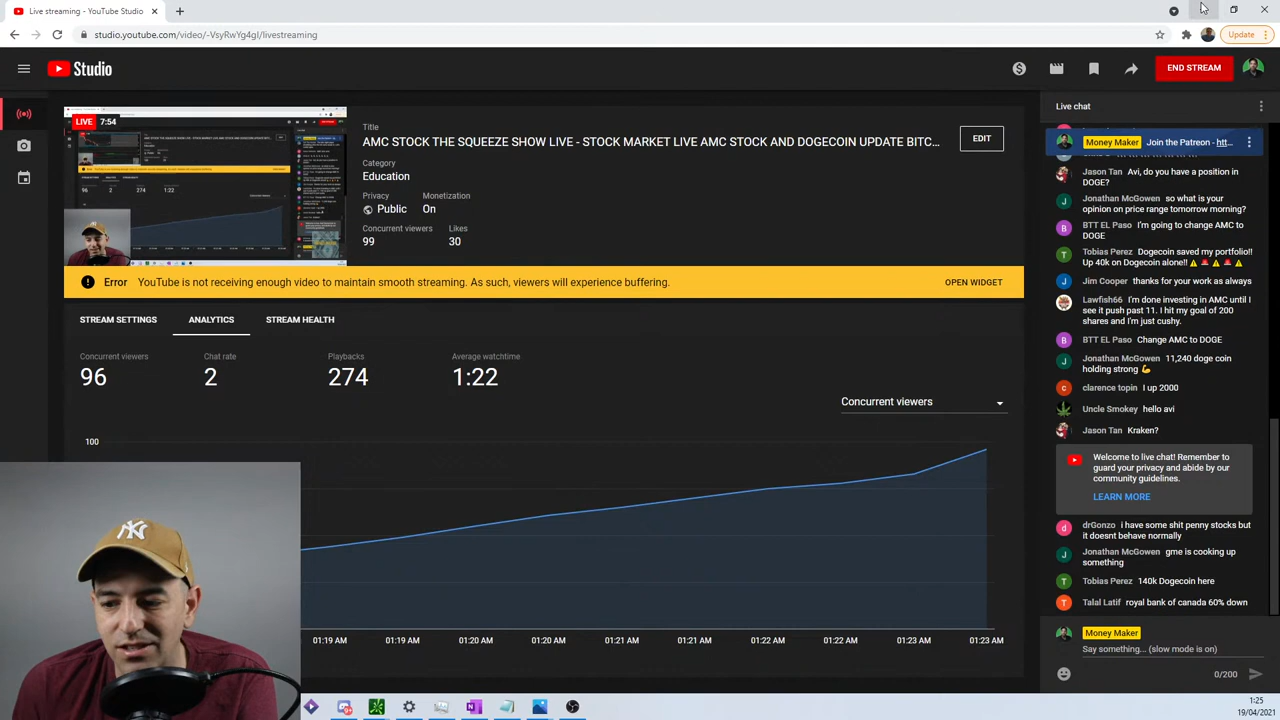 Live streaming - YouTube Studio
studio.youtube.com/video/-VsyRwYg4gI/livestreaming
Update
Studio
END STREAM
LIVE 7:54
Title
AMC STOCK THE SQUEEZE SHOW LIVE - STOCK MARKET LIVE AMC STOCK AND DOGECOIN UPDATE BITC...
EDIT
Category
Education
Privacy
Monetization
Public
On
Concurrent viewers
Likes
99
30
Error YouTube is not receiving enough video to maintain smooth streaming. As such, viewers will experience buffering.
OPEN WIDGET
STREAM SETTINGS
ANALYTICS
STREAM HEALTH
Concurrent viewers
Chat rate
Playbacks
Average watchtime
96
2
274
1:22
Concurrent viewers
100
01:19 AM
01:19 AM
01:20 AM
01:20 AM
01:21 AM
01:21 AM
01:22 AM
01:22 AM
01:23 AM
01:23 AM
Live chat
Money Maker Join the Patreon - htt...
Jason Tan Avi, do you have a position in
DOGE?
Jonathan McGowen so what is your
opinion on price range tomorrow morning?
BTT EL Paso I'm going to change AMC to
DOGE
Tobias Perez Dogecoin saved my portfolio!!
Up 40k on Dogecoin alone!!
Jim Cooper thanks for your work as always
Lawfish66 I'm done investing in AMC until I
see it push past 11. I hit my goal of 200
shares and I'm just cushy.
BTT EL Paso Change AMC to DOGE
Jonathan McGowen 11,240 doge coin
holding strong
clarence topin I up 2000
Uncle Smokey hello avi
Jason Tan Kraken?
Welcome to live chat! Remember to
guard your privacy and abide by our
community guidelines.
LEARN MORE
drGonzo i have some shit penny stocks but
it doesnt behave normally
Jonathan McGowen gme is cooking up
something
Tobias Perez 140k Dogecoin here
Talal Latif royal bank of canada 60% down
Money Maker
Say something... (slow mode is on)
0/200
1:25
19/04/2021